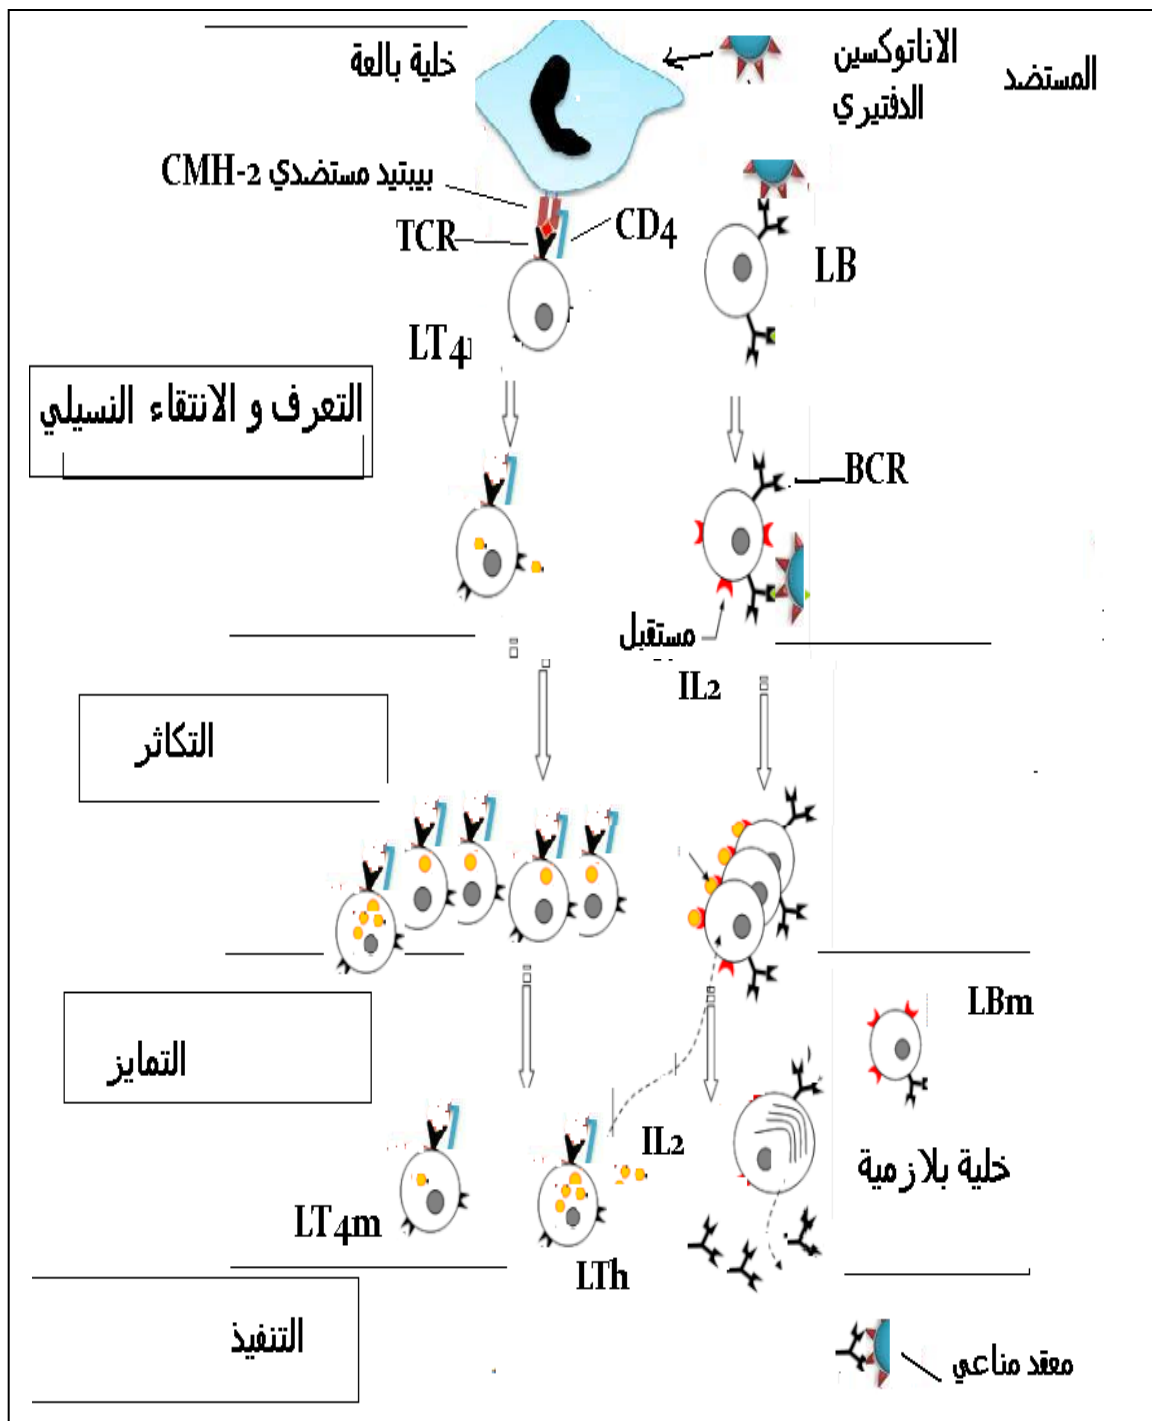 المستضد
الاناتوكسين
الدفتيري
خلية بالعة
بيبتيد مستضدي CMH-2
TCR
CD4
LB
LT4
التعرف و الانتقاء النسيلي
BCR
مستقبل
IL2
التكاثر
LBm
التمايز
IL2
خلية بلازمية
LT4m
LTh
التنفيذ
معقد مناعي